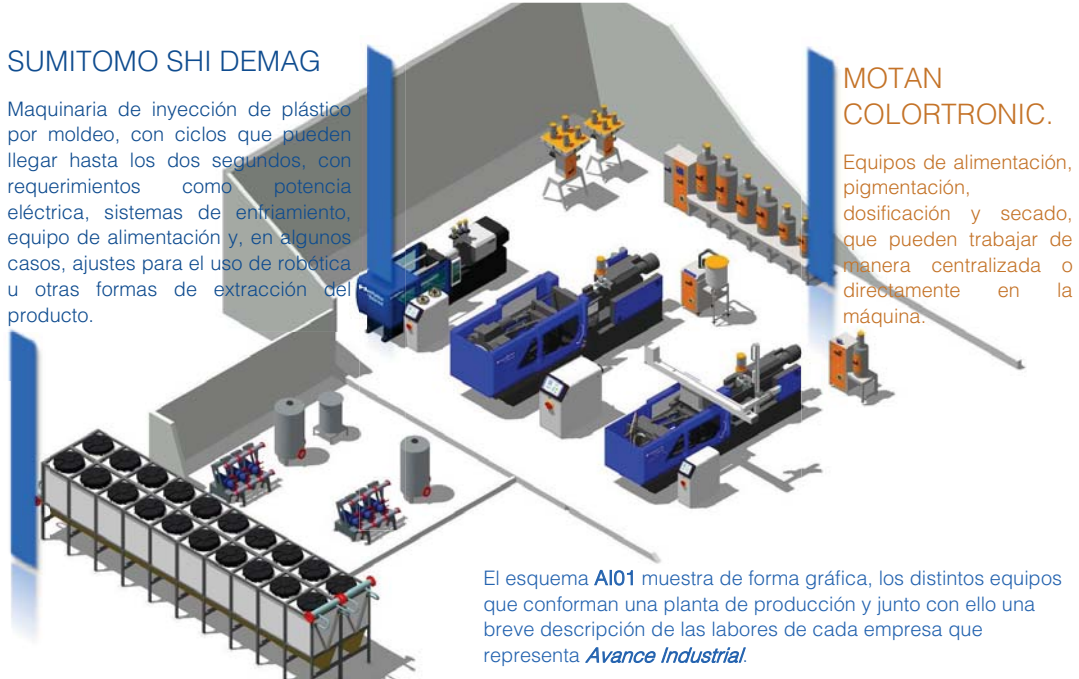 SUMITOMO SHI DEMAG
Maquinaria de inyección de plástico
por moldeo, con ciclos que pueden
llegar hasta los dos segundos, con
requerimientos como potencia
eléctrica, sistemas de enfriamiento,
equipo de alimentación y, en algunos
casos, ajustes para el uso de robótica
u otras formas de extracción del
producto.
MOTAN
COLORTRONIC.
Equipos de alimentación,
pigmentación,
dosificación y secado,
que pueden trabajar de
manera centralizada o
directamente en la
máquina.
El esquema AI01 muestra de forma gráfica, los distintos equipos
que conforman una planta de producción y junto con ello una
breve descripción de las labores de cada empresa que
representa Avance Industrial.